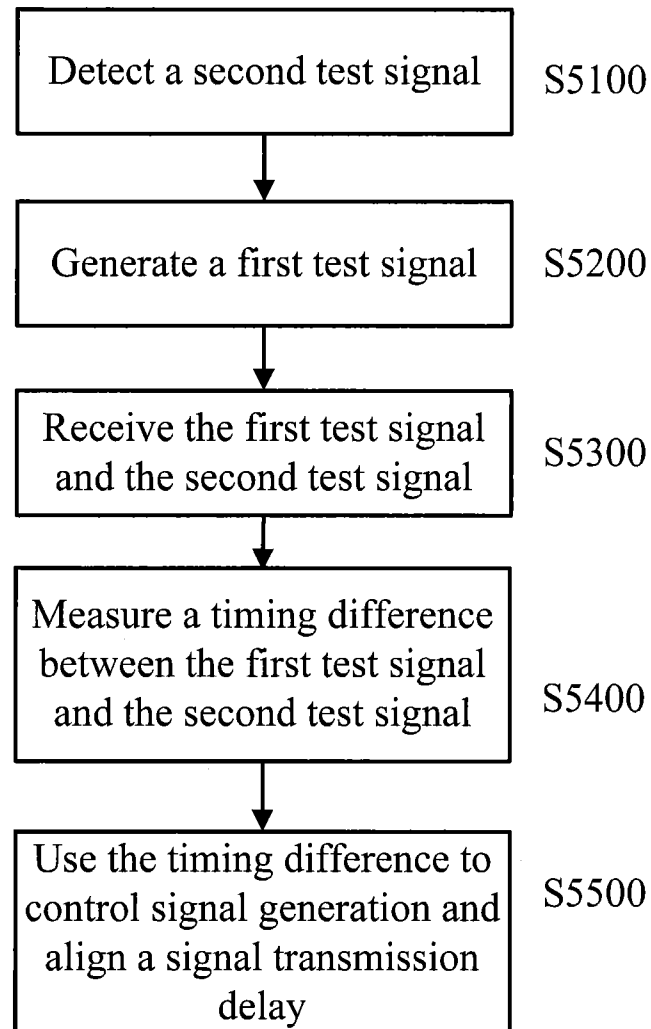 Detect a second test signal
S5100
Generate a first test signal
S5200
Receive the first test signal
and the second test signal
S5300
Measure a timing difference
between the first test signal
and the second test signal
S5400
Use the timing difference to
control signal generation and
align a signal transmission
delay
S5500